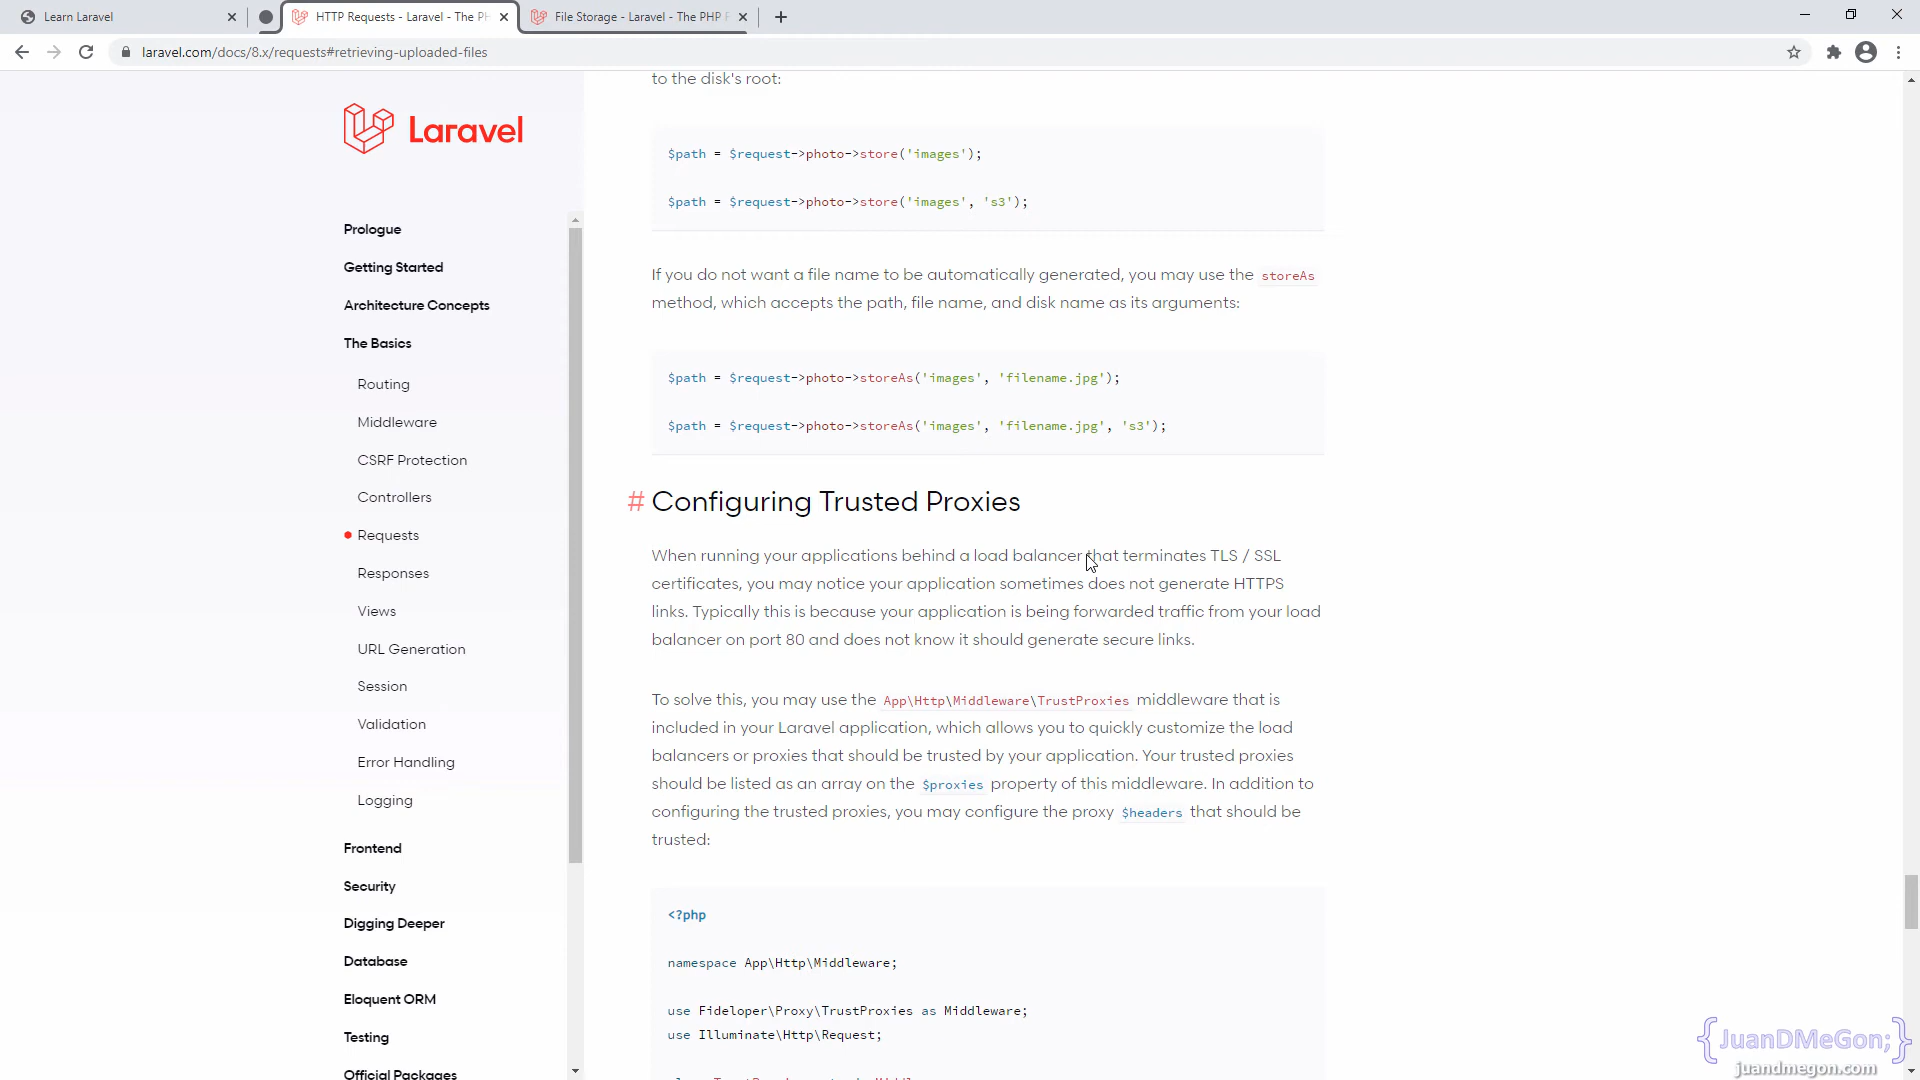 Learn Laravel
HTTP Requests - Laravel - The PH
File Storage - Laravel - The PHP F
laravel.com/docs/8.x/requests#retrieving-uploaded-files
Laravel
Prologue
Getting Started
Architecture Concepts
The Basics
Routing
Middleware
CSRF Protection
Controllers
Requests
Responses
Views
URL Generation
Session
Validation
Error Handling
Logging
Frontend
Security
Digging Deeper
Database
Eloquent ORM
Testing
Official Packages
to the disk's root:
$path = $request->photo->store('images');
$path = $request->photo->store('images', 's3');
If you do not want a file name to be automatically generated, you may use the storeAs
method, which accepts the path, file name, and disk name as its arguments:
$path = $request->photo->storeAs('images', 'filename.jpg');
$path = $request->photo->storeAs('images', 'filename.jpg', 's3');
# Configuring Trusted Proxies
When running your applications behind a load balancer that terminates TLS / SSL
certificates, you may notice your application sometimes does not generate HTTPS
links. Typically this is because your application is being forwarded traffic from your load
balancer on port 80 and does not know it should generate secure links.
To solve this, you may use the App\Http\Middleware\TrustProxies middleware that is
included in your Laravel application, which allows you to quickly customize the load
balancers or proxies that should be trusted by your application. Your trusted proxies
should be listed as an array on the $proxies property of this middleware. In addition to
configuring the trusted proxies, you may configure the proxy $headers that should be
trusted:
<?php
namespace App\Http\Middleware;
use Fideloper\Proxy\TrustProxies as Middleware;
use Illuminate\Http\Request;
{JuanDMeGon;}
juandmegon.com